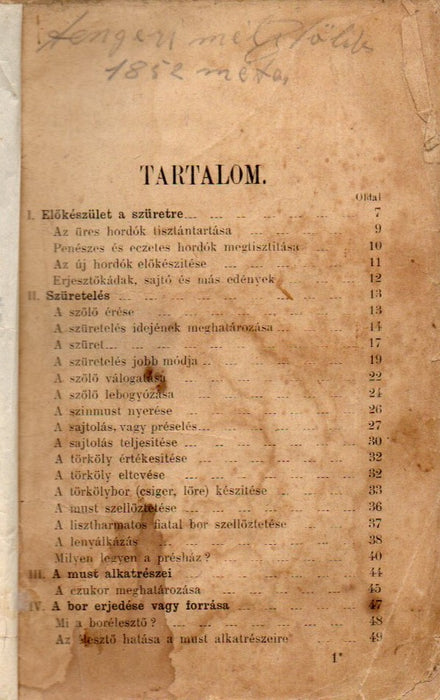 1852
TARTALOM.
Oldal
I. Előkészület a szüretre 7
Az üres hordók tisztántartása 9
Penészes és eczetes hordók megtisztitása 10
Az új hordók előkészítése 11
Erjesztőkádak, sajtó és más edények 12
II. Szüretelés 13
A szőlő érése 13
A szüretelés idejének meghatározása 14
A szüret 17
A szüretelés jobb módja 19
A szőlő válogatása 22
A szőlő lebogyózása 24
A szinmust nyerése 26
A sajtolás, vagy préselés 27
A sajtolás teljesitése 30
A törköly értékesitése 32
A törköly eltevése 32
A törkölybor (csiger, lőre) készitése 33
A must szellőztetése 36
A lisztharmatos fiatal bor szellőztetése 37
A lenválkázás 38
Milyen legyen a présház? 40
III. A must alkatrészei 44
A czukor meghatározása 45
IV. A bor erjedése vagy forrása 47
Mi a borélesztő? 48
Az élesztő hatása a must alkatrészeire 49
1*